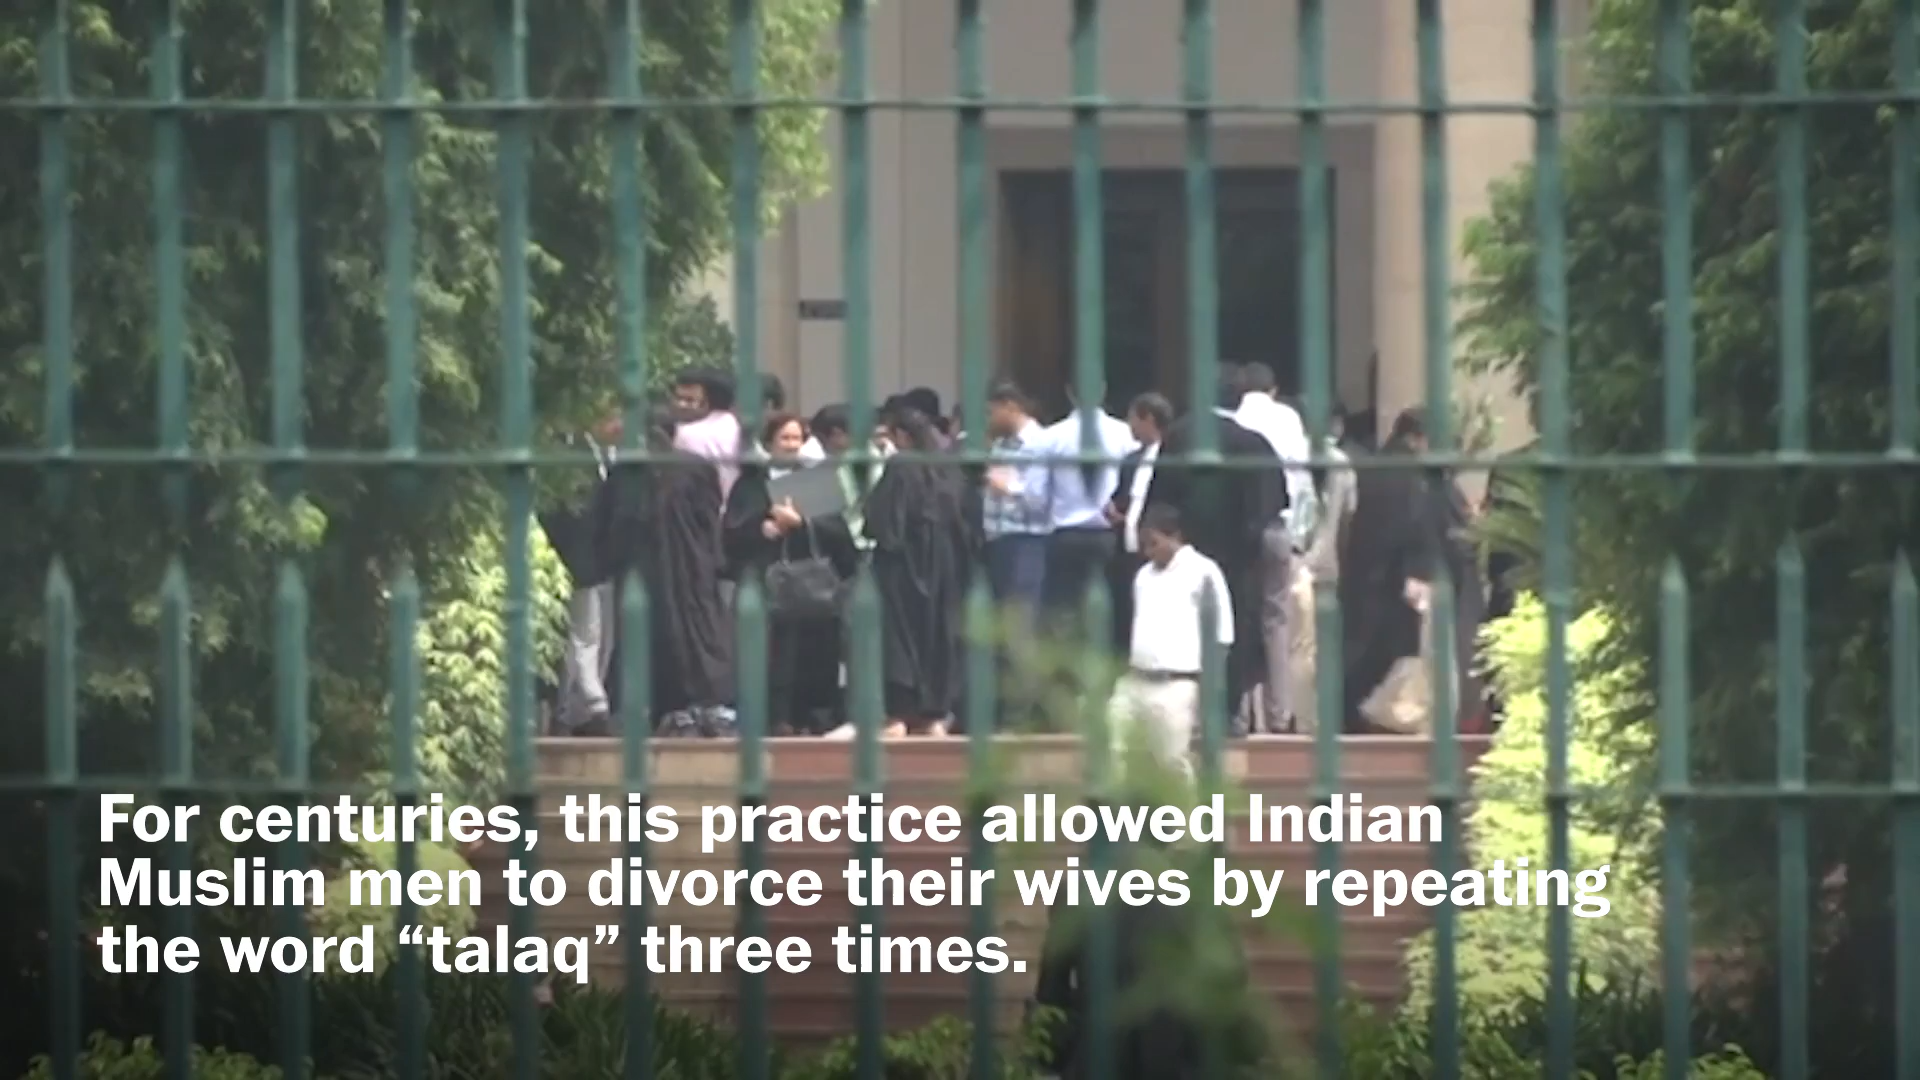 For centuries, this practice allowed Indian
Muslim men to divorce their wives by repeating
the word “talaq” three times.